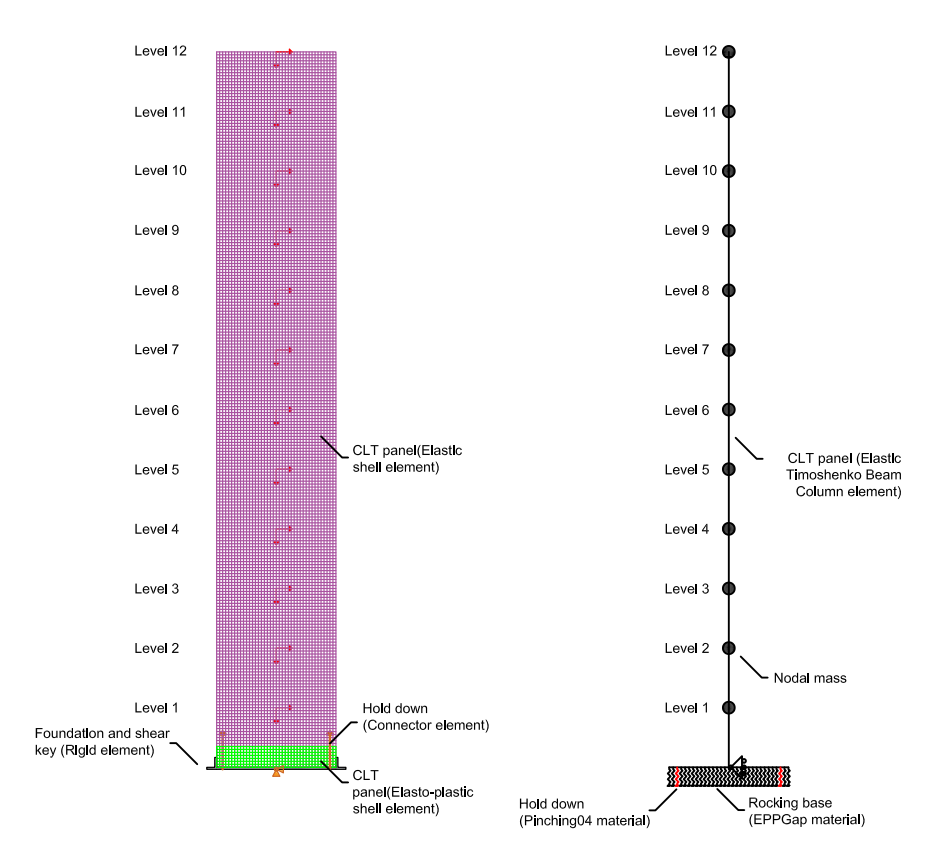 Level 12
Level 11
Level 10
Level 9
Level 8
Level 7
Level 6
Level 5
Level 4
Level 3
Level 2
Level 1
CLT panel(Elastic
shell element)
Hold down
(Connector element)
Foundation and shear
key (Rigid element)
CLT
panel(Elasto-plastic
shell element)
Level 12
Level 11
Level 10
Level 9
Level 8
Level 7
Level 6
Level 5
Level 4
Level 3
Level 2
Level 1
CLT panel (Elastic
Timoshenko Beam
Column element)
Nodal mass
Hold down
(Pinching04 material)
Rocking base
(EPPGap material)